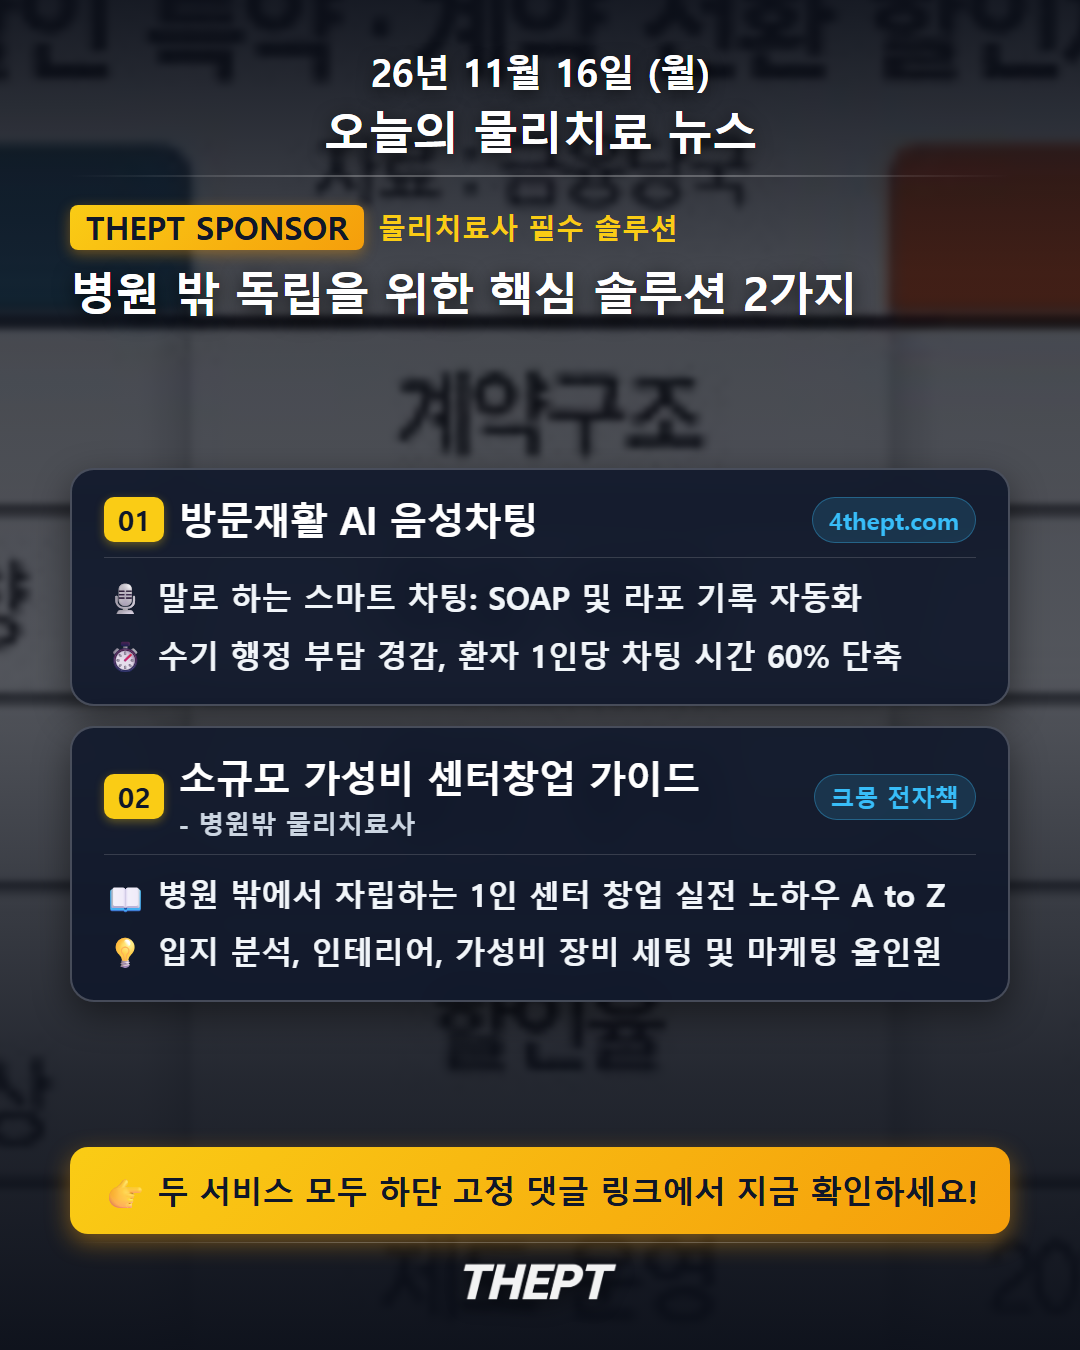 26년 11월 16일 (월)
오늘의 물리치료 뉴스
THEPT SPONSOR 물리치료사 필수 솔루션
병원 밖 독립을 위한 핵심 솔루션 2가지
계약구조
01 방문재활 AI 음성차팅 4thept.com
말로 하는 스마트 차팅: SOAP 및 라포 기록 자동화
수기 행정 부담 경감, 환자 1인당 차팅 시간 60% 단축
02 소규모 가성비 센터창업 가이드 크몽 전자책
- 병원밖 물리치료사
병원 밖에서 자립하는 1인 센터 창업 실전 노하우 A to Z
입지 분석, 인테리어, 가성비 장비 세팅 및 마케팅 올인원
할인율
두 서비스 모두 하단 고정 댓글 링크에서 지금 확인하세요!
THEPT